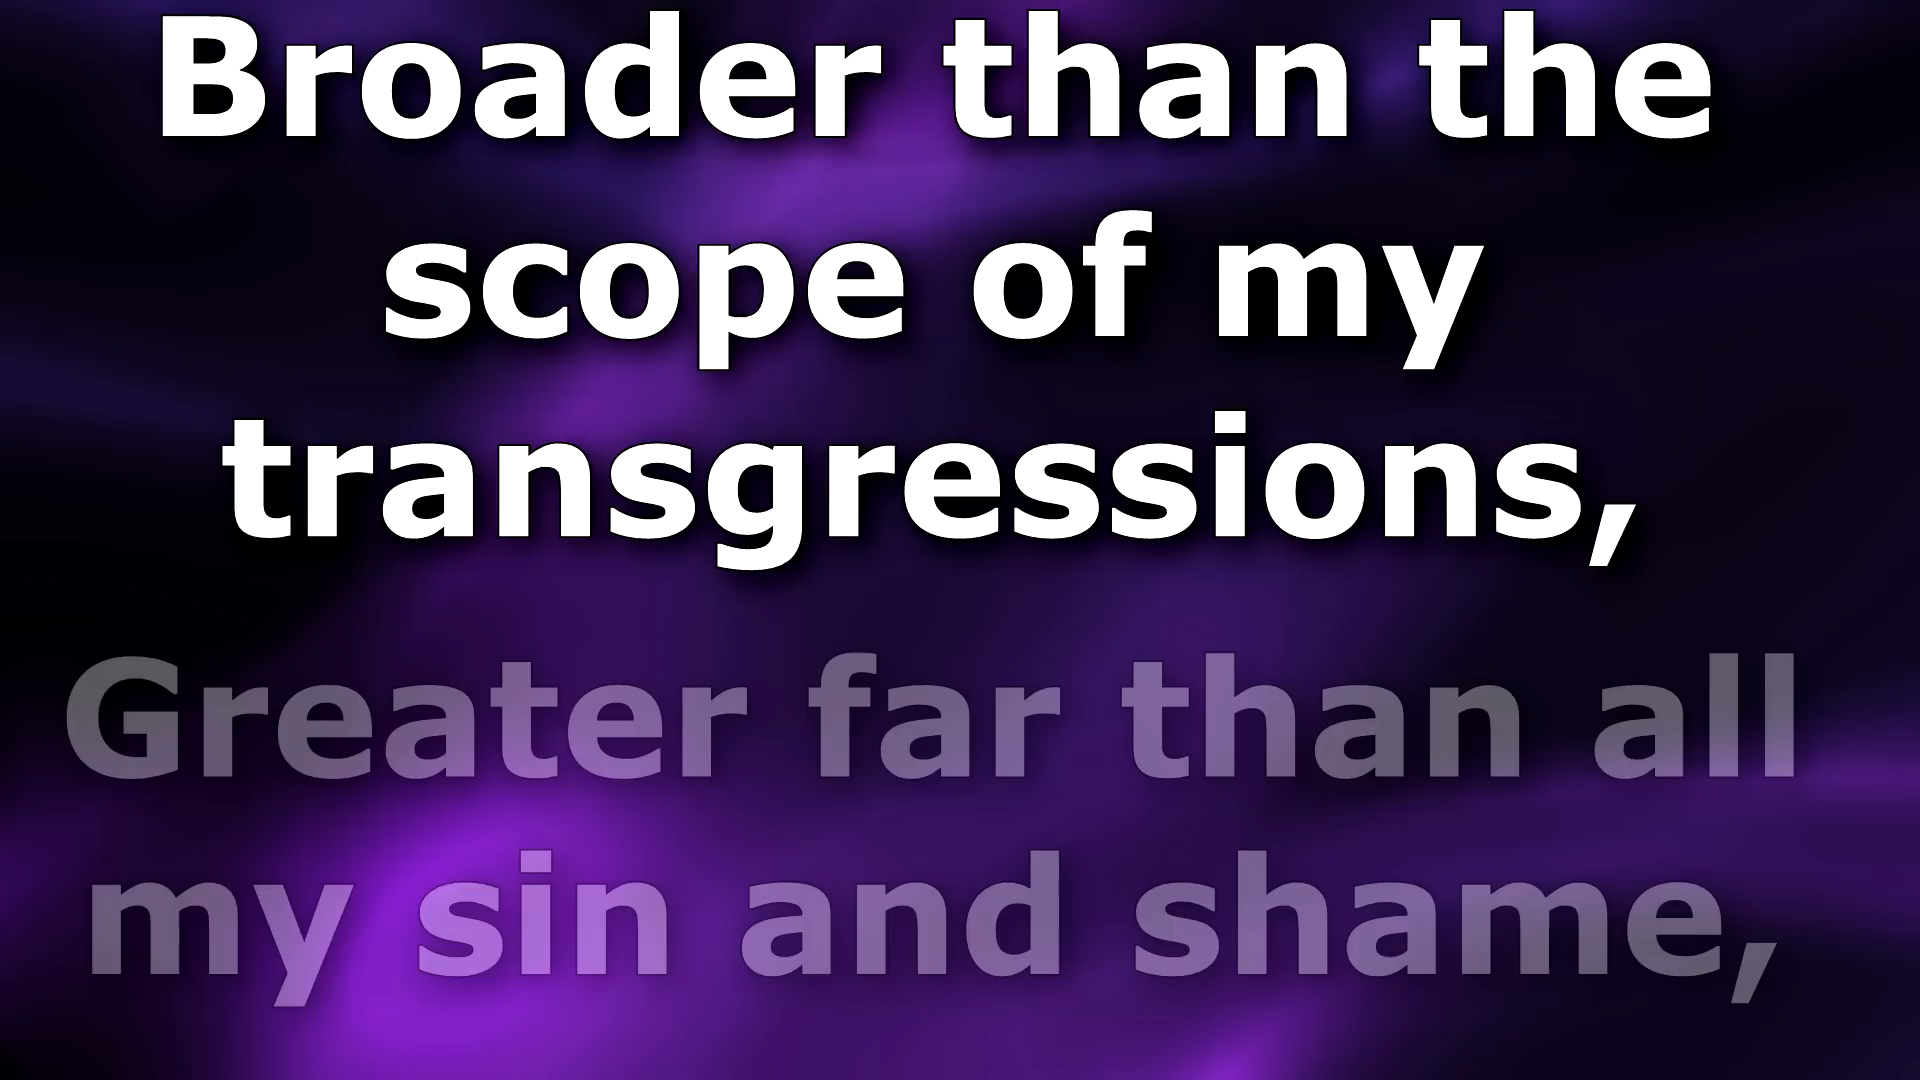 Broader than the
scope of my
transgressions,
Greater far than all
my sin and shame,